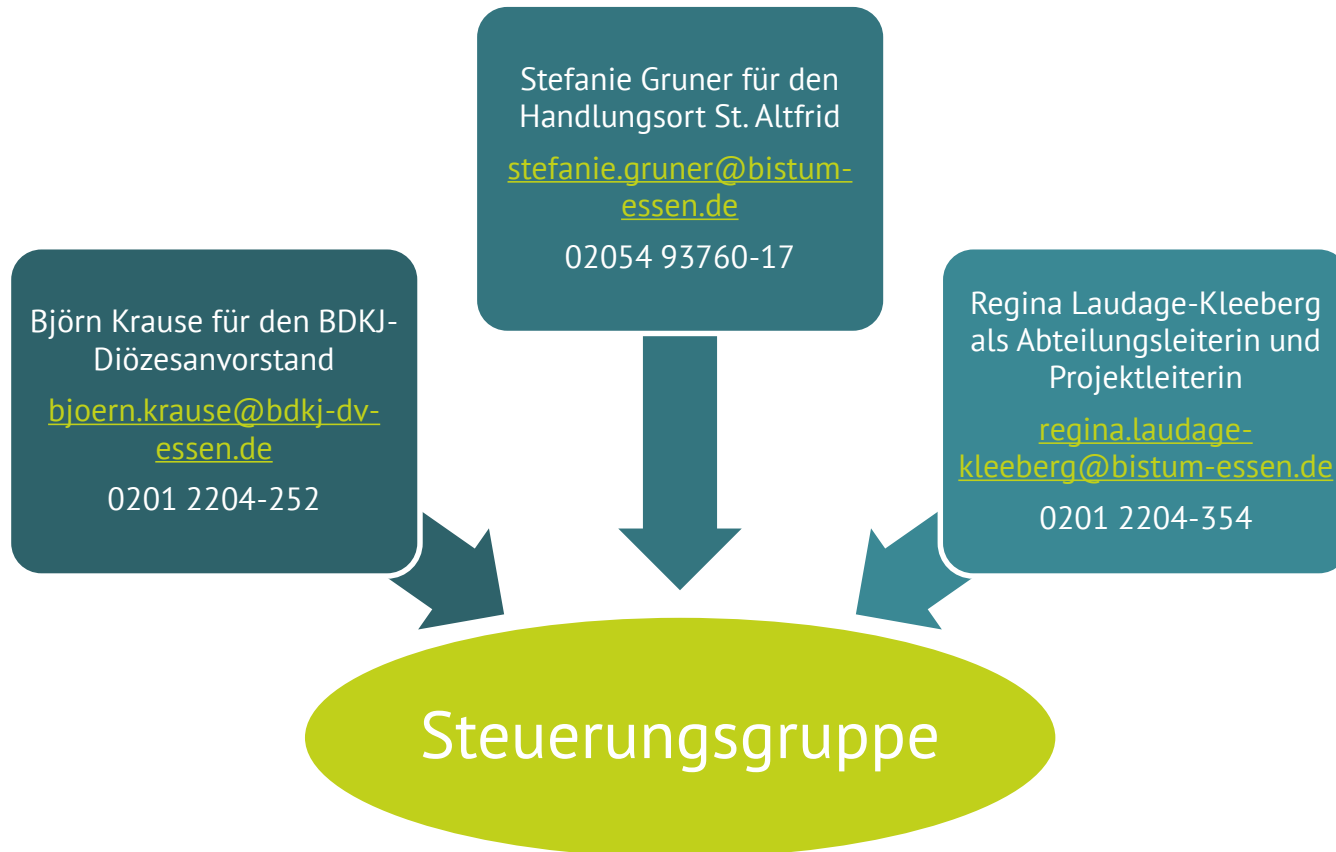 Stefanie Gruner für den
Handlungsort St. Altfrid
stefanie.gruner@bistum-
essen.de
02054 93760-17
Björn Krause für den BDKJ-
Diözesanvorstand
bjoern.krause@bdkj-dv-
essen.de
0201 2204-252
Regina Laudage-Kleeberg
als Abteilungsleiterin und
Projektleiterin
regina.laudage-
kleeberg@bistum-essen.de
0201 2204-354
Steuerungsgruppe